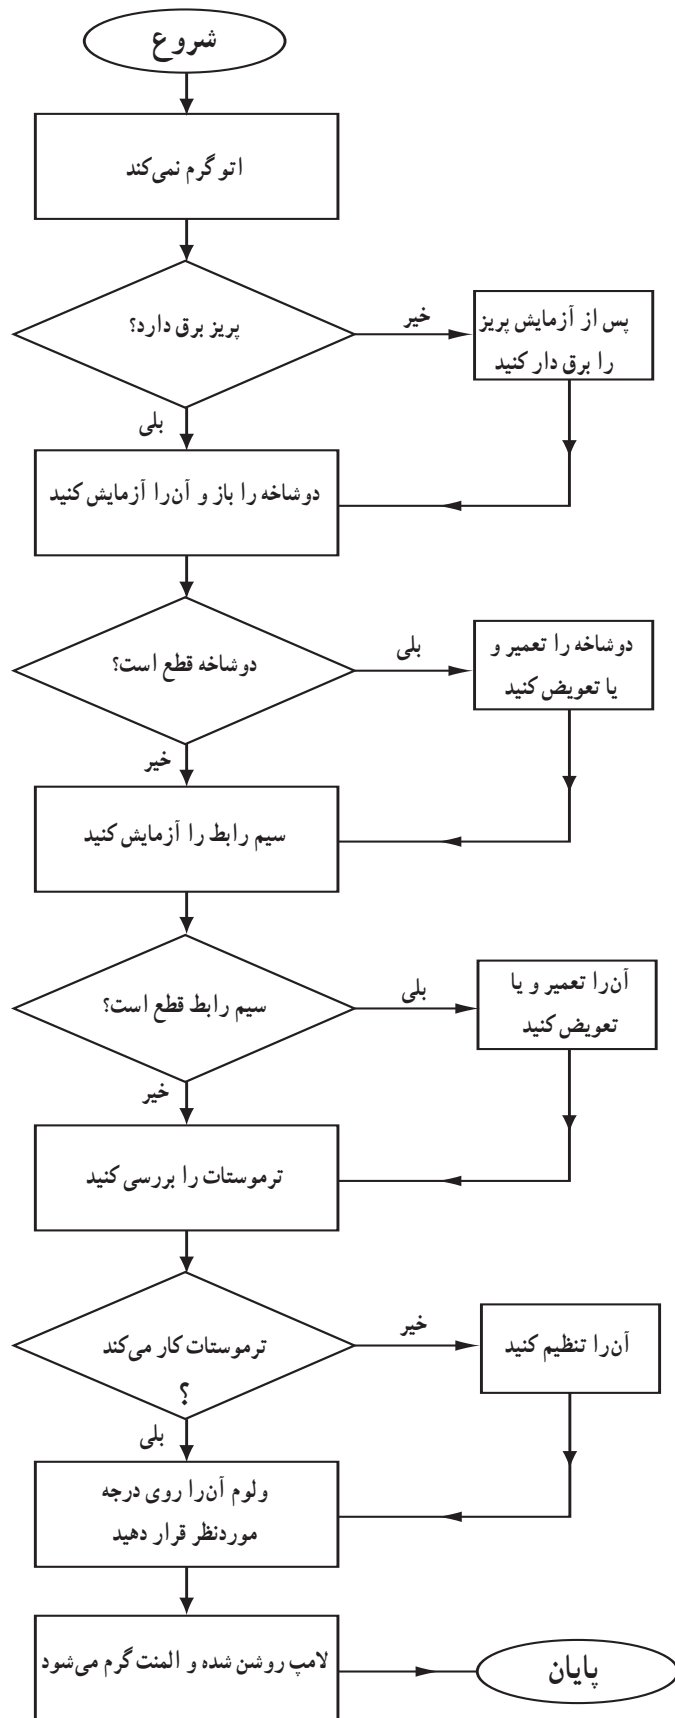 شروع
اتو گرم نمی‌کند
پریز برق دارد؟
خیر
پس از آزمایش پریز
را برق دار کنید
بلی
دوشاخه را باز و آن‌را آزمایش کنید
دوشاخه قطع است؟
بلی
دوشاخه را تعمیر و
یا تعویض کنید
خیر
سیم رابط را آزمایش کنید
سیم رابط قطع است؟
بلی
آن‌را تعمیر و یا
تعویض کنید
خیر
ترموستات را بررسی کنید
ترموستات کار می‌کند
؟
خیر
آن‌را تنظیم کنید
بلی
ولوم آن‌را روی درجه
موردنظر قرار دهید
لامپ روشن شده و المنت گرم می‌شود
پایان